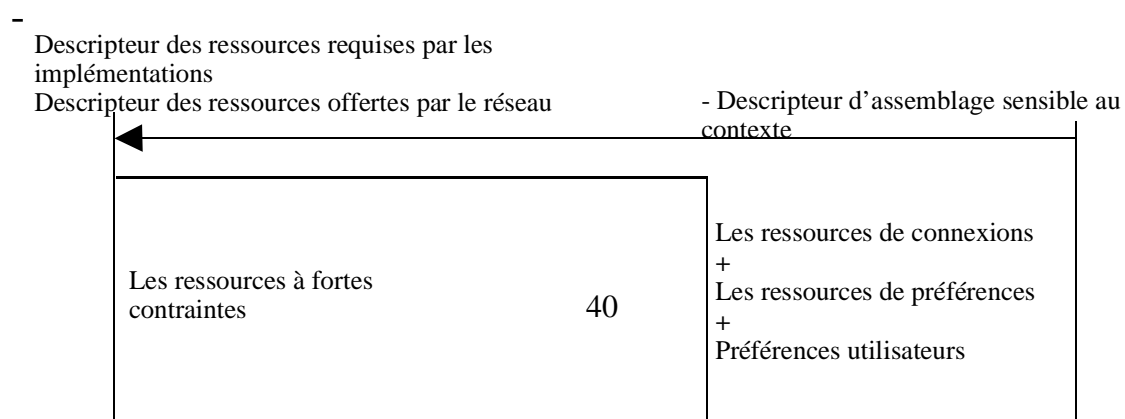 -
Descripteur des ressources requises par les
implémentations
Descripteur des ressources offertes par le réseau
- Descripteur d’assemblage sensible au
contexte
Les ressources à fortes
contraintes
40
Les ressources de connexions
+
Les ressources de préférences
+
Préférences utilisateurs